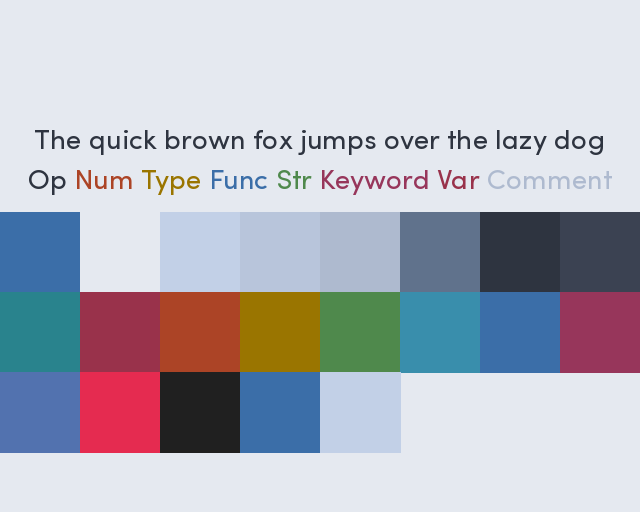 The quick brown fox jumps over the lazy dog
Op Num Type Func Str Keyword Var Comment